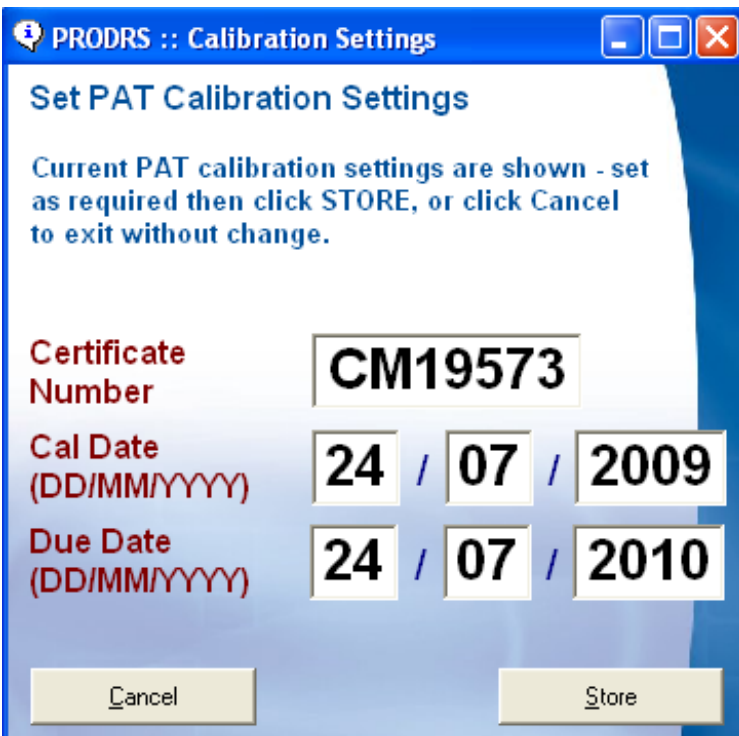 PRODRS :: Calibration Settings
Set PAT Calibration Settings
Current PAT calibration settings are shown - set
as required then click STORE, or click Cancel
to exit without change.
Certificate
Number
CM19573
Cal Date
(DD/MM/YYYY)
24 / 07 / 2009
Due Date
(DD/MM/YYYY)
24 / 07 / 2010
Cancel
Store